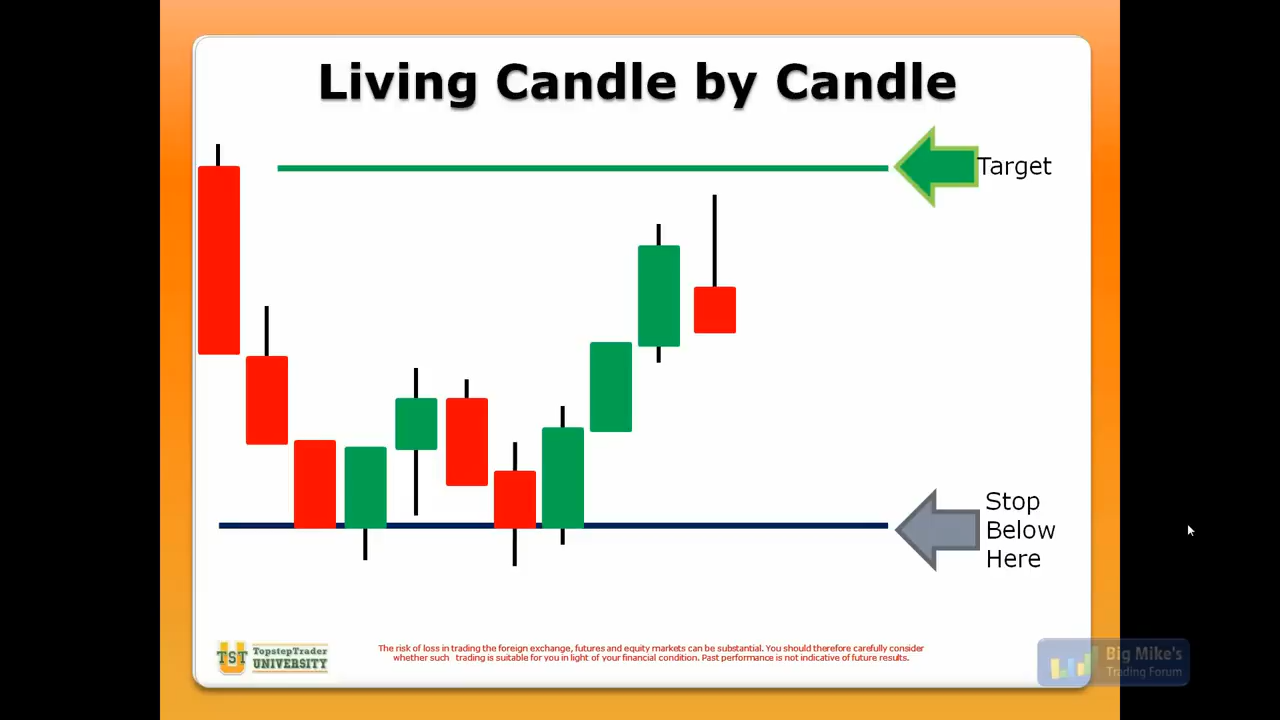 Living Candle by Candle
Target
Stop
Below
Here
TST
TopstepTrader
UNIVERSITY
The risk of loss in trading the foreign exchange, futures and equity markets can be substantial. You should therefore carefully consider
whether such trading is suitable for you in light of your financial condition. Past performance is not indicative of future results.
Big Mike's
Trading Forum